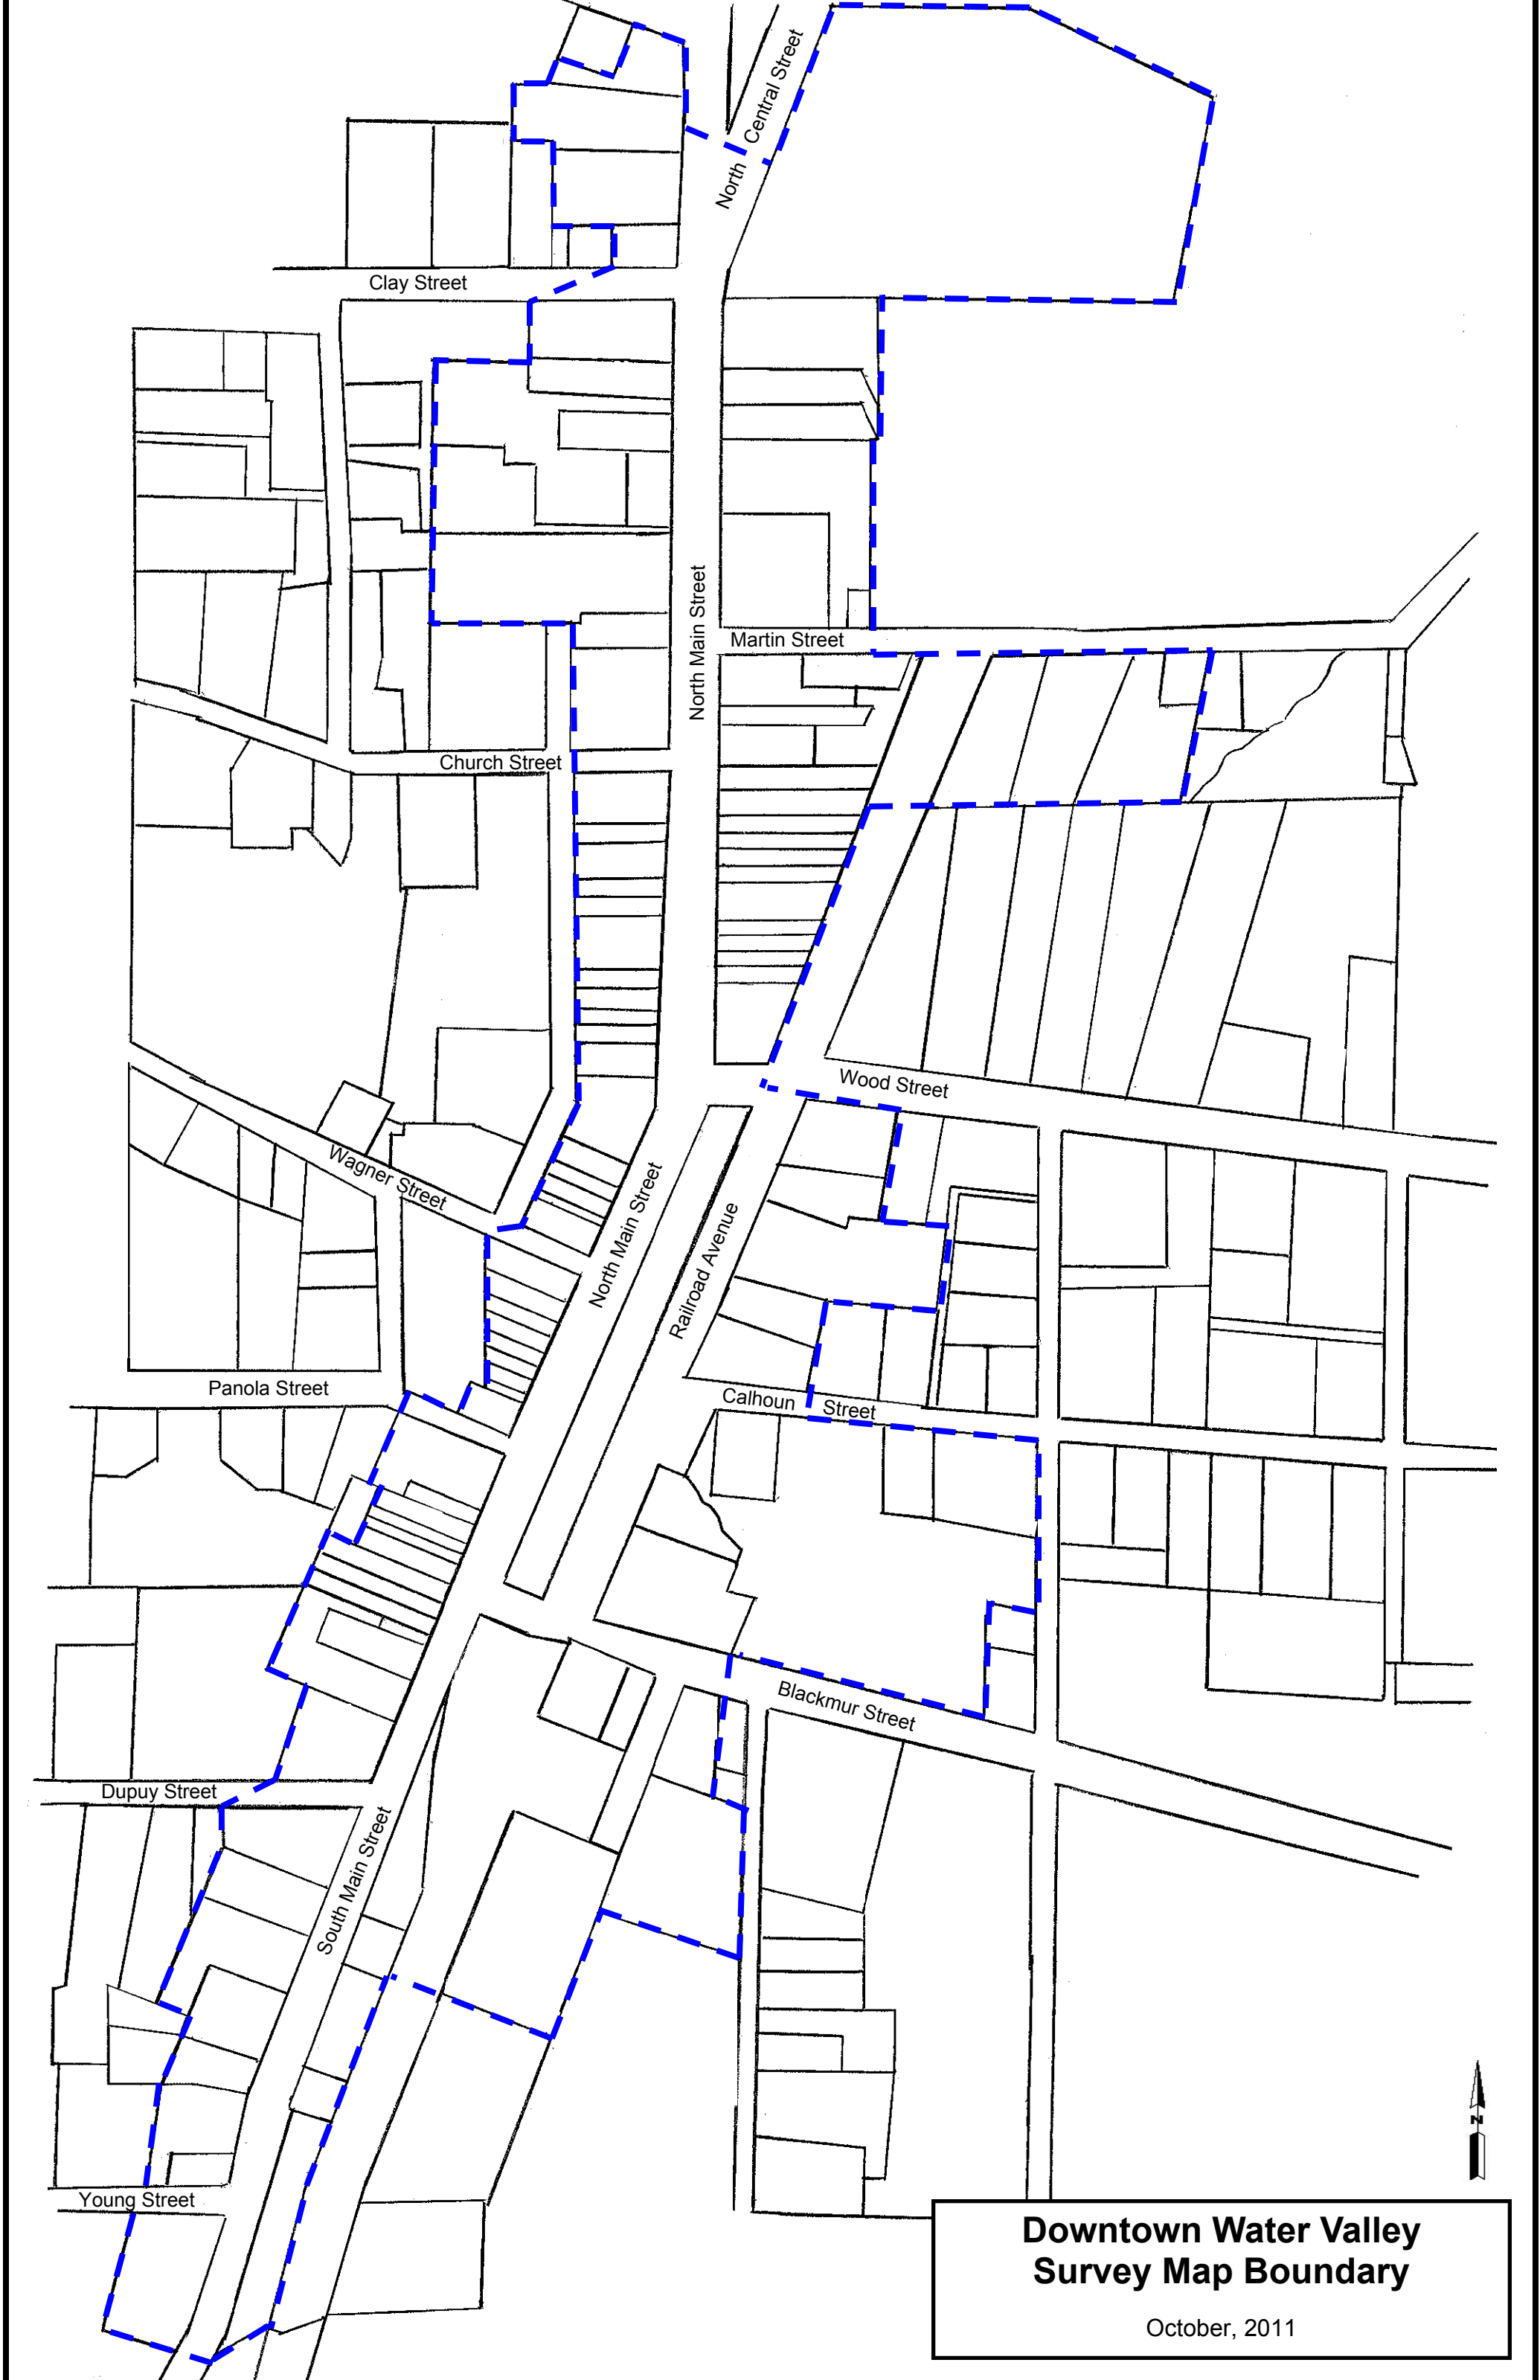 North Central Street
Clay Street
North Main Street
Martin Street
Church Street
Wood Street
Wagner Street
North Main Street
Railroad Avenue
Panola Street
Calhoun Street
Blackmur Street
Dupuy Street
South Main Street
N
Young Street
Downtown Water Valley
Survey Map Boundary
October, 2011